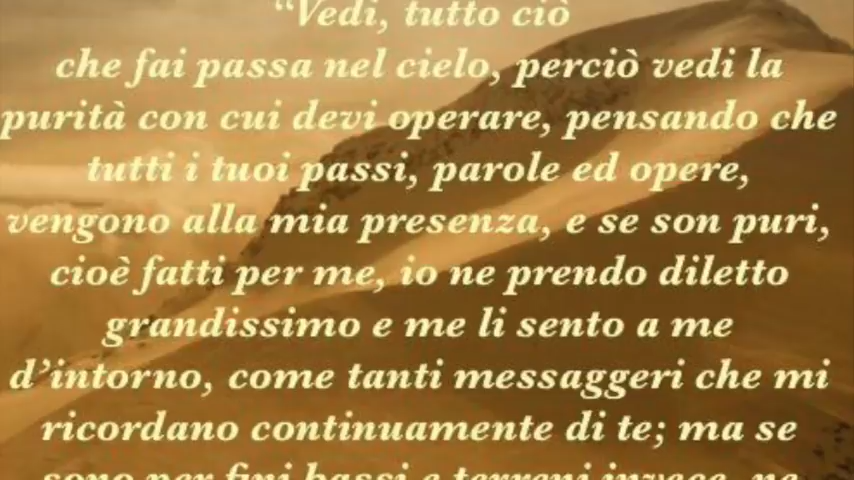 “Vedi, tutto ciò
che fai passa nel cielo, perciò vedi la
purità con cui devi operare, pensando che
tutti i tuoi passi, parole ed opere,
vengono alla mia presenza, e se son puri,
cioè fatti per me, io ne prendo diletto
grandissimo e me li sento a me
d’intorno, come tanti messaggeri che mi
ricordano continuamente di te; ma se
sono per fini bassi e terreni invece, ne